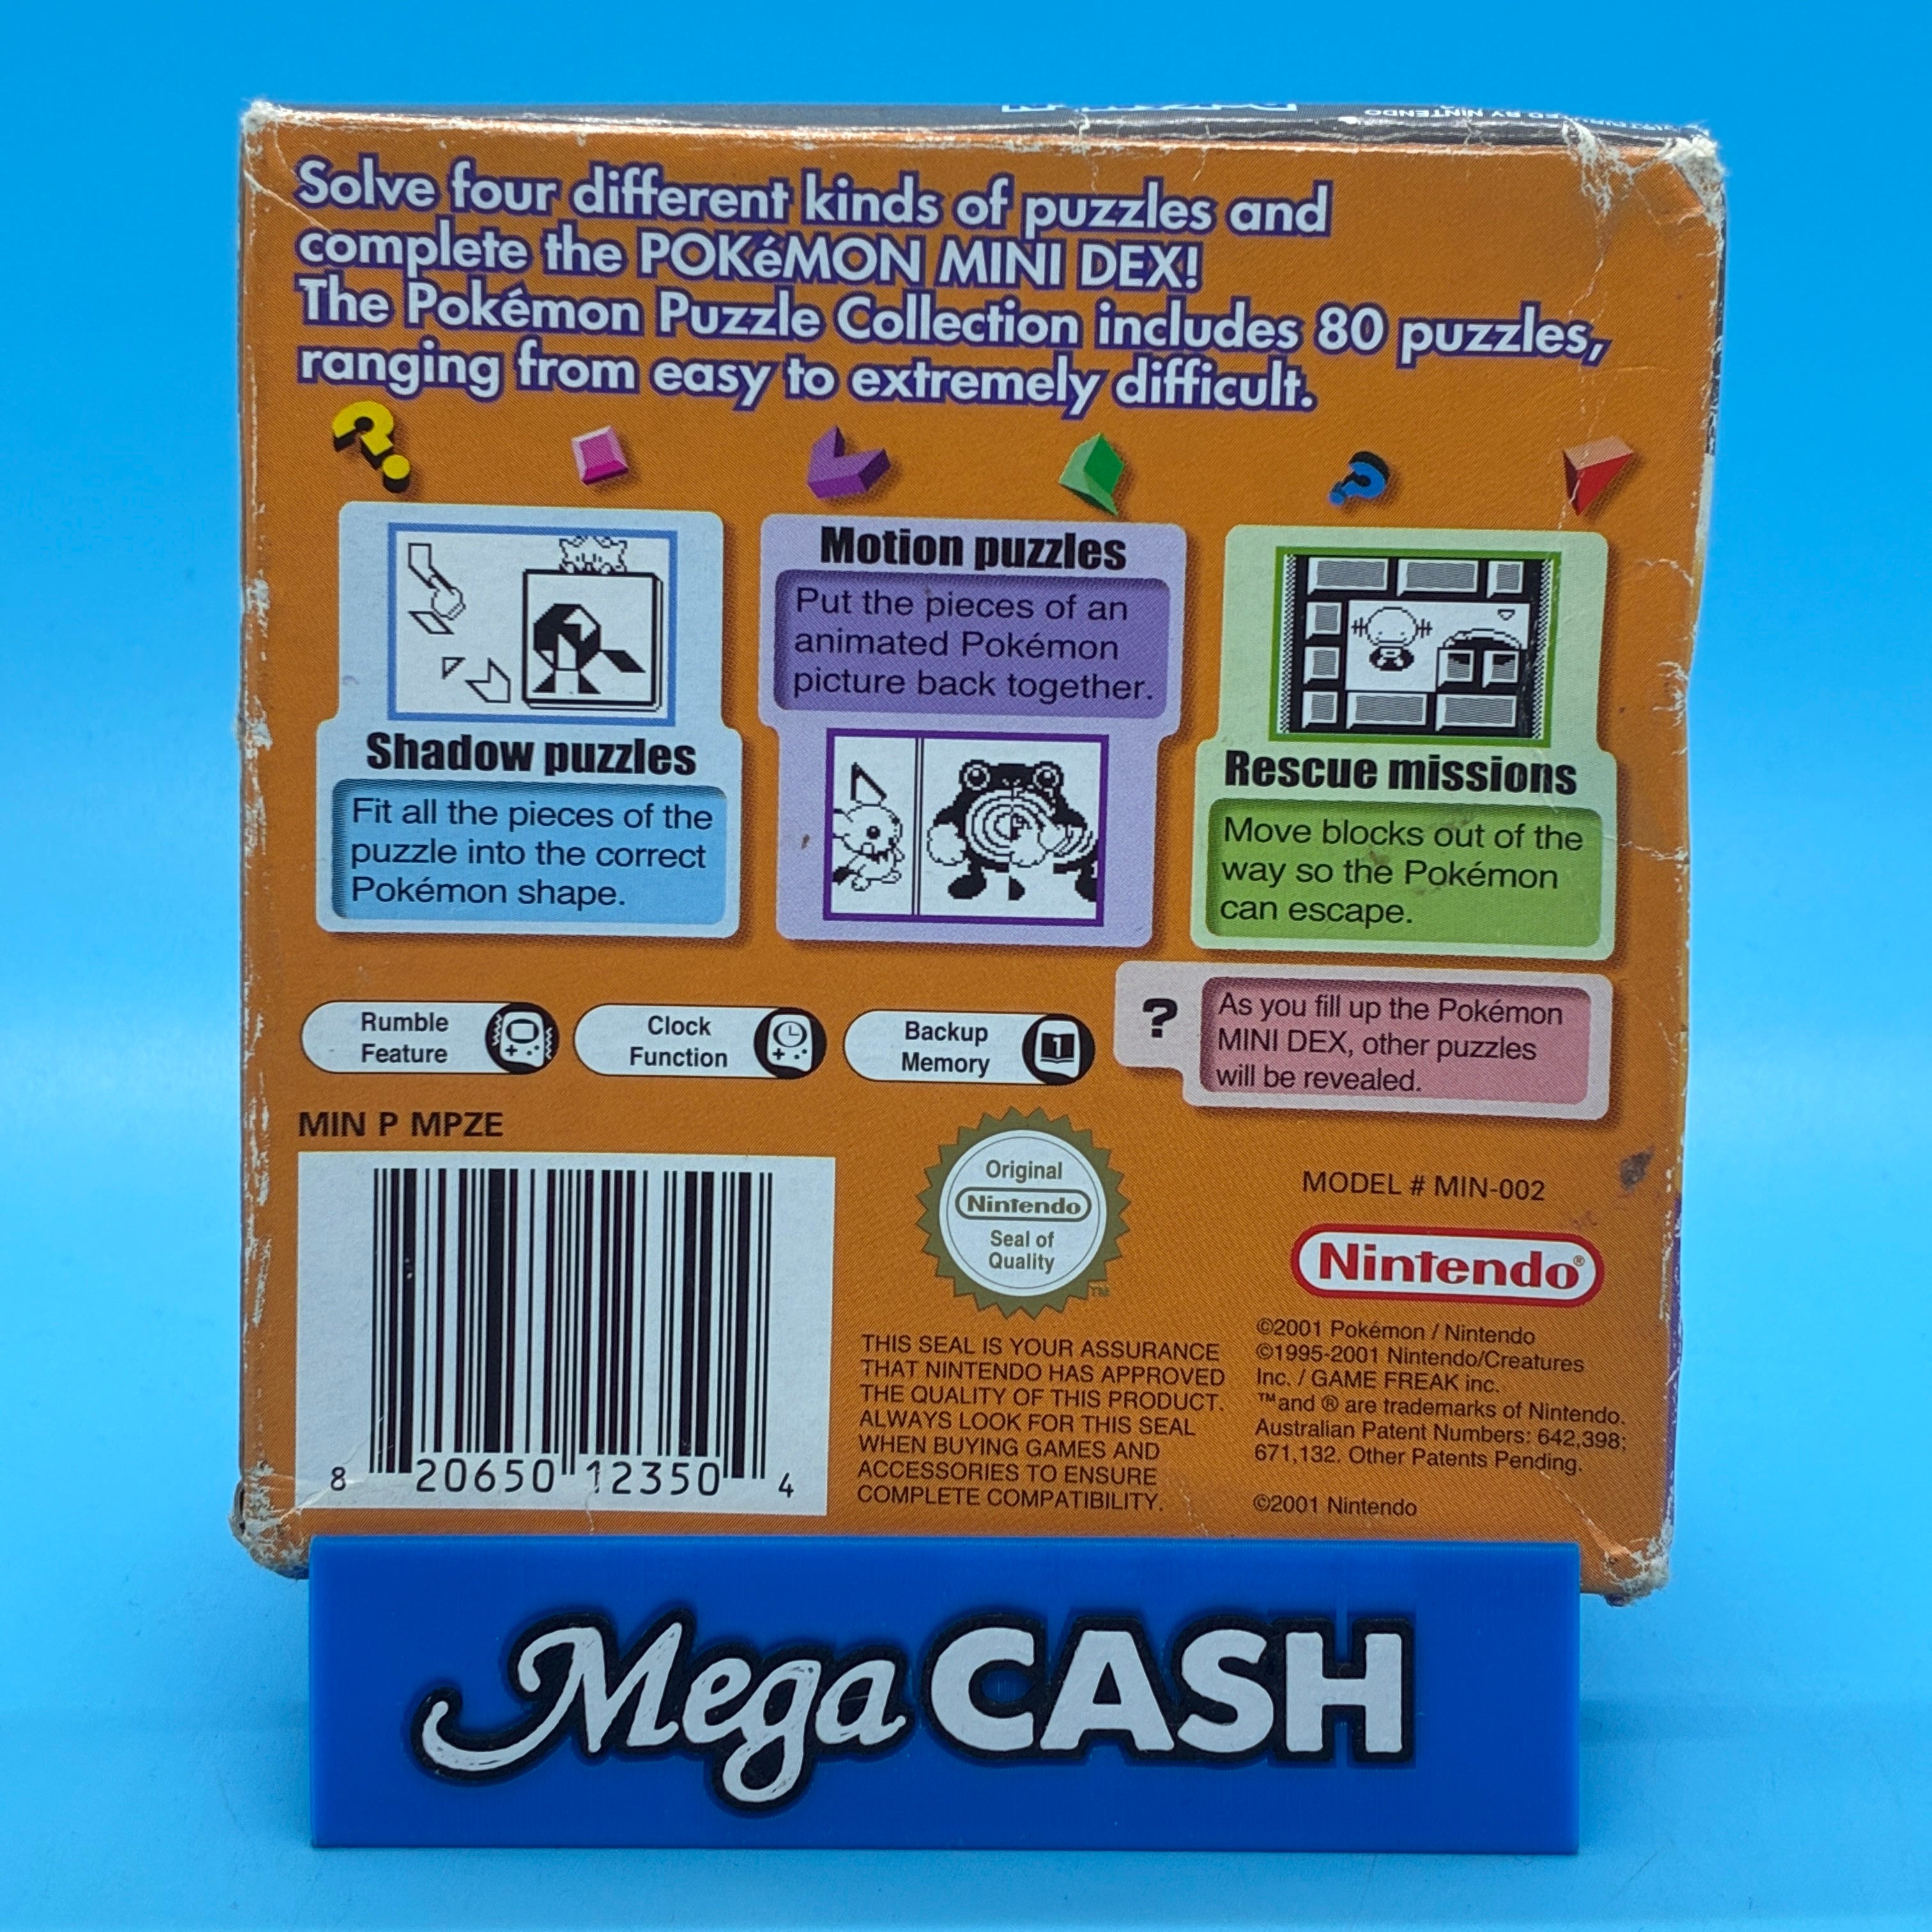 ED BY NINTENDO
Solve four different kinds of puzzles and
complete the POKéMON MINI DEX!
The Pokémon Puzzle Collection includes 80 puzzles,
ranging from easy to extremely difficult.
Shadow puzzles
Fit all the pieces of the
puzzle into the correct
Pokémon shape.
Motion puzzles
Put the pieces of an
animated Pokémon
picture back together.
Rescue missions
Move blocks out of the
way so the Pokémon
can escape.
?
As you fill up the Pokémon
MINI DEX, other puzzles
will be revealed.
Rumble
Feature
Clock
Function
Backup
Memory
1
MIN P MPZE
8 20650 12350 4
Original
Nintendo
Seal of
Quality
TM
THIS SEAL IS YOUR ASSURANCE
THAT NINTENDO HAS APPROVED
THE QUALITY OF THIS PRODUCT.
ALWAYS LOOK FOR THIS SEAL
WHEN BUYING GAMES AND
ACCESSORIES TO ENSURE
COMPLETE COMPATIBILITY.
MODEL # MIN-002
Nintendo®
©2001 Pokémon / Nintendo
©1995-2001 Nintendo/Creatures
Inc. / GAME FREAK inc.
™and ® are trademarks of Nintendo.
Australian Patent Numbers: 642,398;
671,132. Other Patents Pending.
©2001 Nintendo
Mega CASH